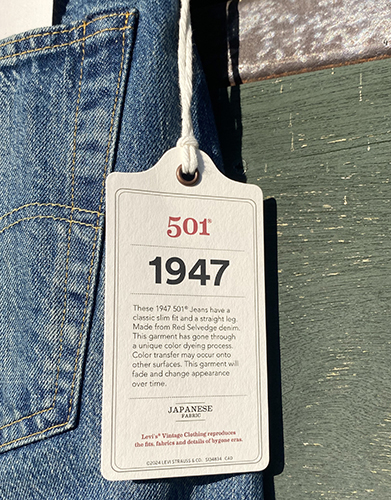 501®
1947
These 1947 501® Jeans have a
classic slim fit and a straight leg.
Made from Red Selvedge denim.
This garment has gone through
a unique color dyeing process.
Color transfer may occur onto
other surfaces. This garment will
fade and change appearance
over time.
JAPANESE
FABRIC
Levi's® Vintage Clothing reproduces
the fits, fabrics and details of bygone eras.
©2024 LEVI STRAUSS & CO. CAD